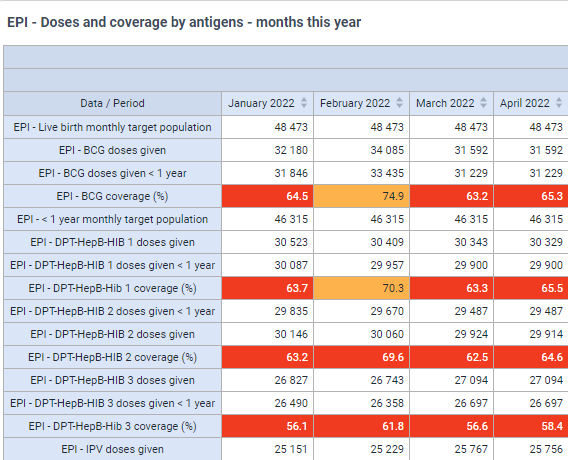 EPI - Doses and coverage by antigens - months this year
Data / Period January 2022 February 2022 March 2022 April 2022
EPI - Live birth monthly target population 48 473 48 473 48 473 48 473
EPI - BCG doses given 32 180 34 085 31 592 31 592
EPI - BCG doses given < 1 year 31 846 33 435 31 229 31 229
EPI - BCG coverage (%) 64.5 74.9 63.2 65.3
EPI - < 1 year monthly target population 46 315 46 315 46 315 46 315
EPI - DPT-HepB-HIB 1 doses given 30 523 30 409 30 343 30 329
EPI - DPT-HepB-HIB 1 doses given < 1 year 30 087 29 957 29 900 29 900
EPI - DPT-HepB-Hib 1 coverage (%) 63.7 70.3 63.3 65.5
EPI - DPT-HepB-HIB 2 doses given < 1 year 29 835 29 670 29 487 29 487
EPI - DPT-HepB-HIB 2 doses given 30 146 30 060 29 924 29 914
EPI - DPT-HepB-HIB 2 coverage (%) 63.2 69.6 62.5 64.6
EPI - DPT-HepB-HIB 3 doses given 26 827 26 743 27 094 27 094
EPI - DPT-HepB-HIB 3 doses given < 1 year 26 490 26 358 26 697 26 697
EPI - DPT-HepB-Hib 3 coverage (%) 56.1 61.8 56.6 58.4
EPI - IPV doses given 25 151 25 229 25 767 25 756